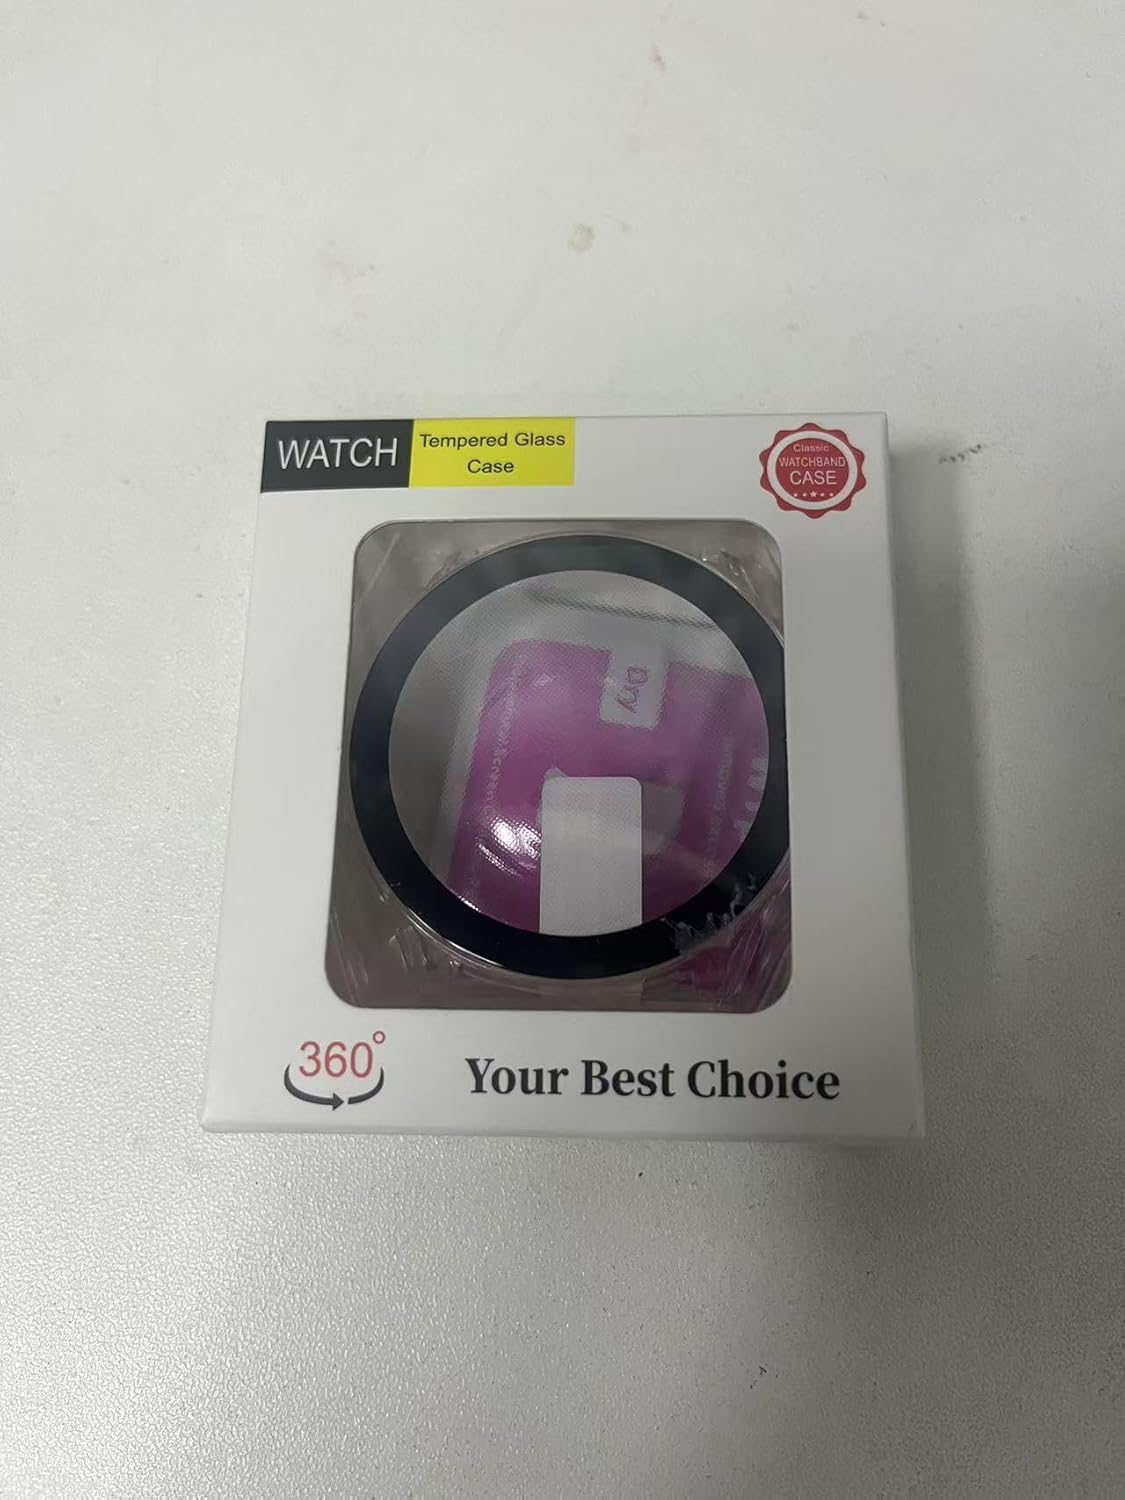 WATCH
Tempered Glass
Case
Classic
WATCHBAND
CASE
Dry
360°
Your Best Choice